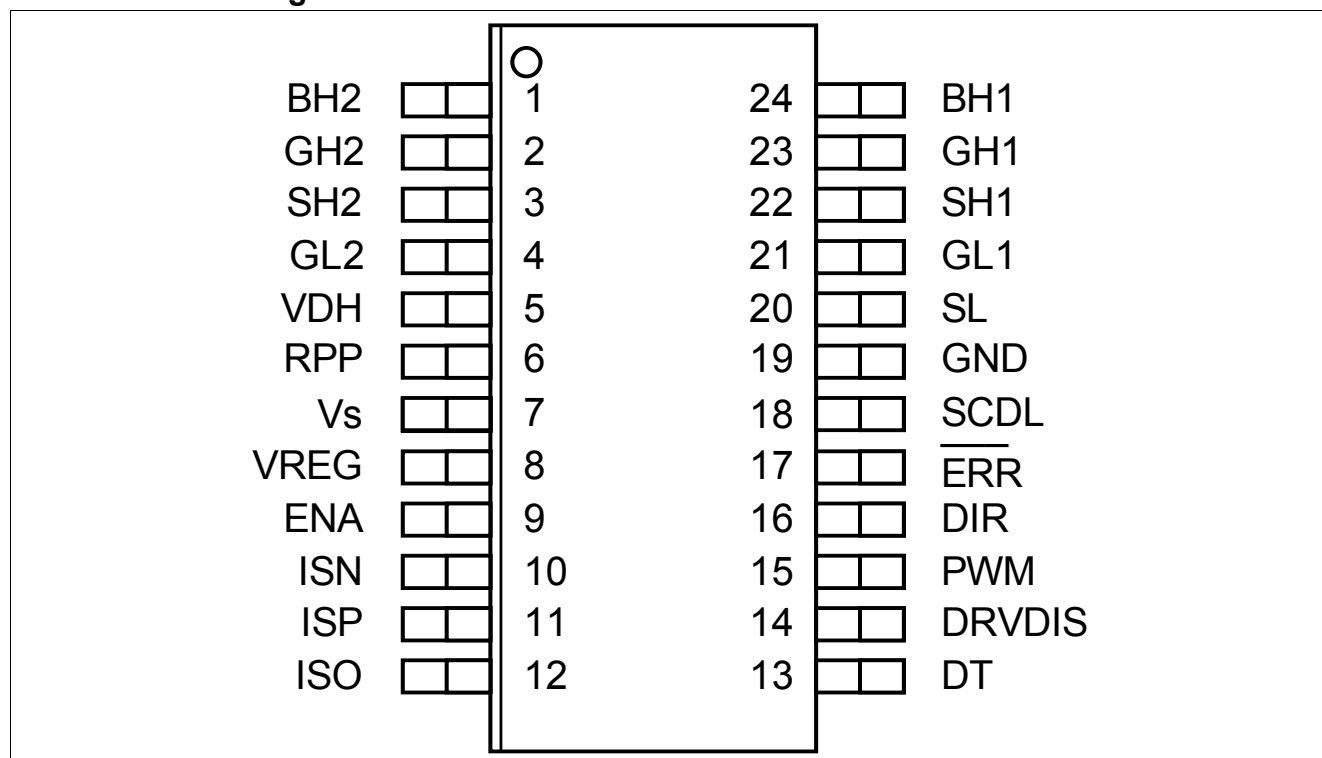 BH2 1 24 BH1
GH2 2 23 GH1
SH2 3 22 SH1
GL2 4 21 GL1
VDH 5 20 SL
RPP 6 19 GND
Vs 7 18 SCDL
VREG 8 17 ERR
ENA 9 16 DIR
ISN 10 15 PWM
ISP 11 14 DRVDIS
ISO 12 13 DT